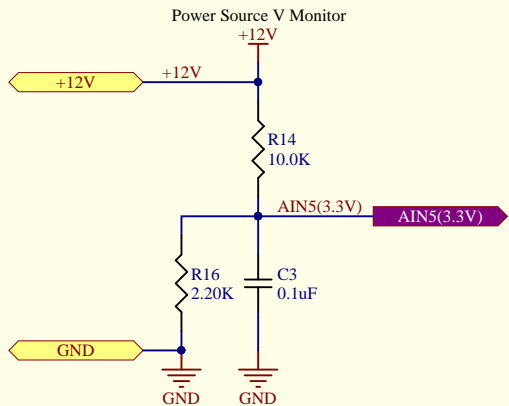 Power Source V Monitor
+12V
+12V
+12V
R14
10.0K
AIN5(3.3V)
AIN5(3.3V)
R16
2.20K
C3
0.1uF
GND
GND
GND